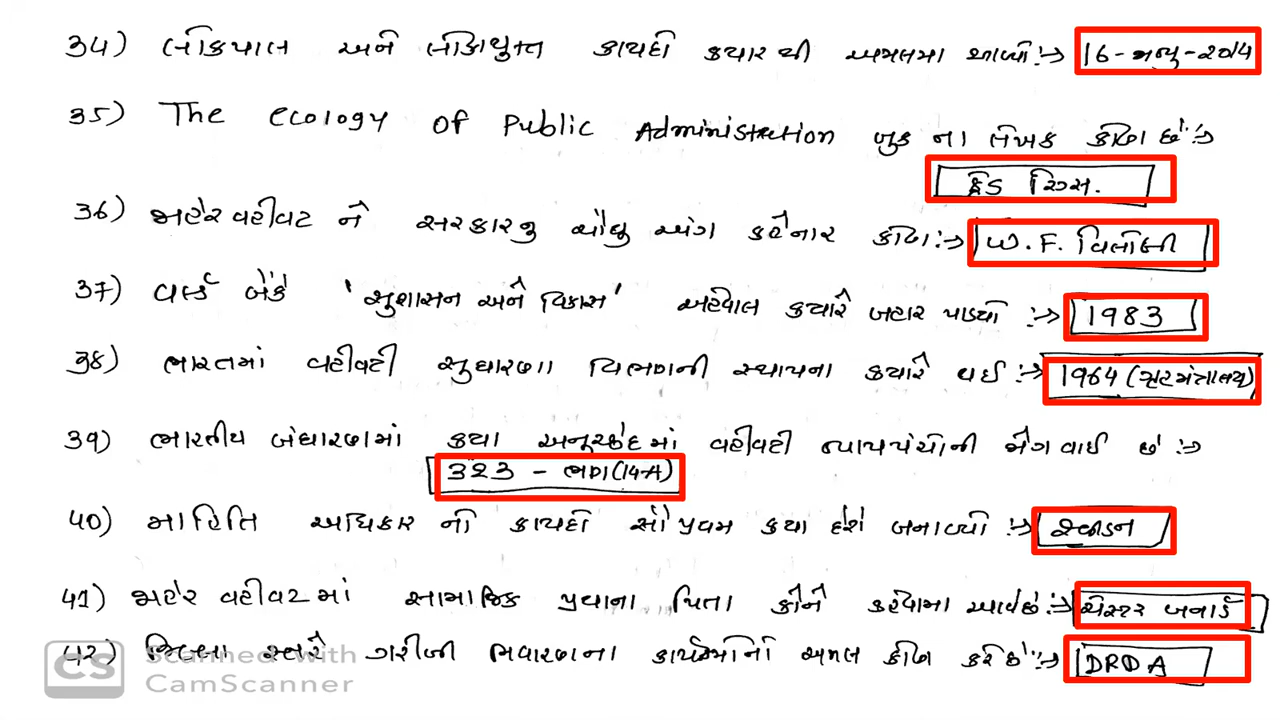 34) લોકપાલ અને લોકાયુક્ત કાયદો ક્યાર થી અમલમા આવ્યો :→ 16-જાન્યુ-2014
35) The ecology Of Public Administration બુક ના લેખક કોણ છે :→
ફ્રેડ રિગ્સ.
36) જાહેર વહીવટ ને સરકારનુ ચોથુ અંગ કહેનાર કોણ :→ W. F. વિલોબી
37) વર્લ્ડ બેંકે 'સુશાસન અને વિકાસ' અહેવાલ ક્યારે બહાર પાડ્યો :→ 1983
38) ભારતમાં વહીવટી સુધારણા વિભાગની સ્થાપના ક્યારે થઈ :→ 1964 (ગૃહમંત્રાલય)
39) ભારતીય બંધારણમાં કયા અનુચ્છેદમાં વહીવટી ન્યાયપંચોની જોગવાઈ છે :→
323 - ભાગ (14-A)
40) માહિતિ અધિકાર નો કાયદો સૌ પ્રથમ કયા દેશે બનાવ્યો :→ સ્વીડન
41) જાહેર વહીવટમાં સામાજિક પ્રથાના પિતા કોને કહેવામા આવે છે :→ ચેસ્ટર બર્નાર્ડ
42) જિલ્લા સ્તરે ગરીબી નિવારણના કાર્યક્રમોનો અમલ કોણ કરે છે :→ DRDA
CS Scanned with
CamScanner